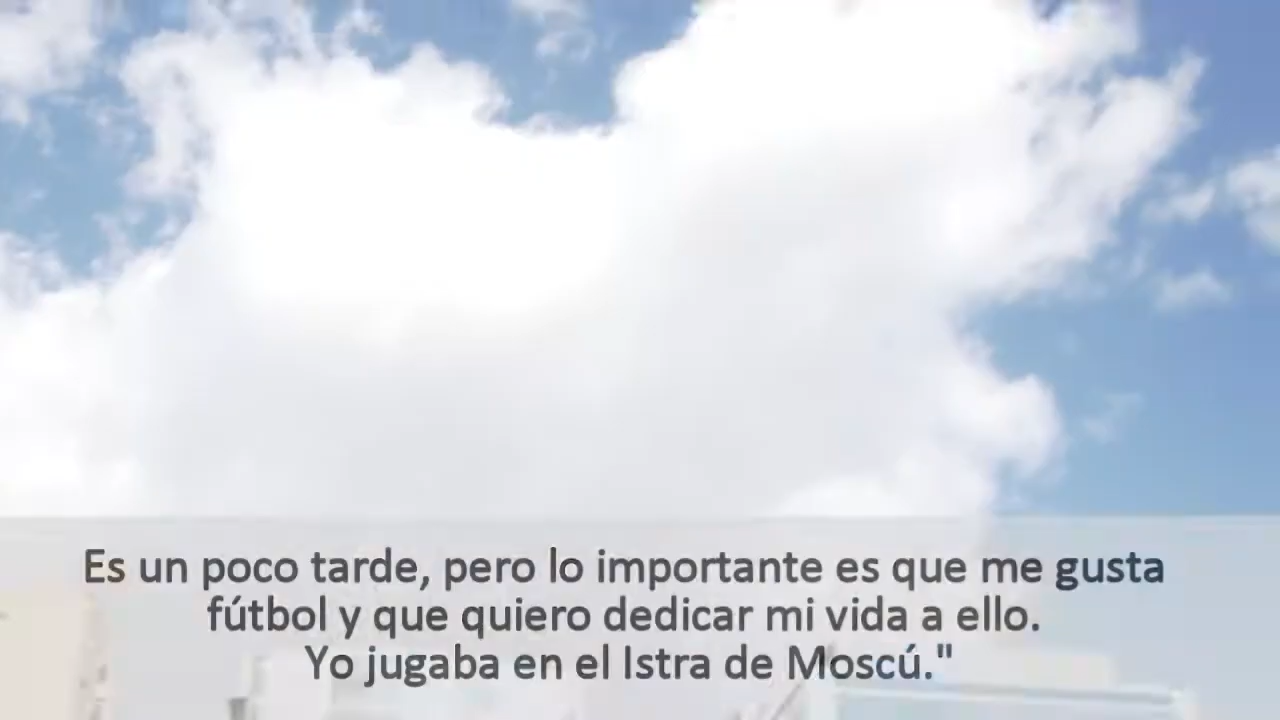 Es un poco tarde, pero lo importante es que me gusta
fútbol y que quiero dedicar mi vida a ello.
Yo jugaba en el Istra de Moscú."